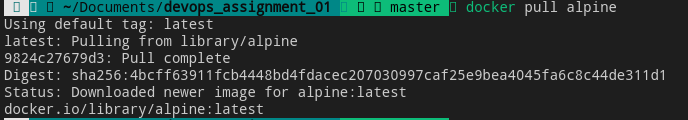 ~/Documents/devops_assignment_01 master docker pull alpine
Using default tag: latest
latest: Pulling from library/alpine
9824c27679d3: Pull complete
Digest: sha256:4bcff63911fcb4448bd4fdacec207030997caf25e9bea4045fa6c8c44de311d1
Status: Downloaded newer image for alpine:latest
docker.io/library/alpine:latest